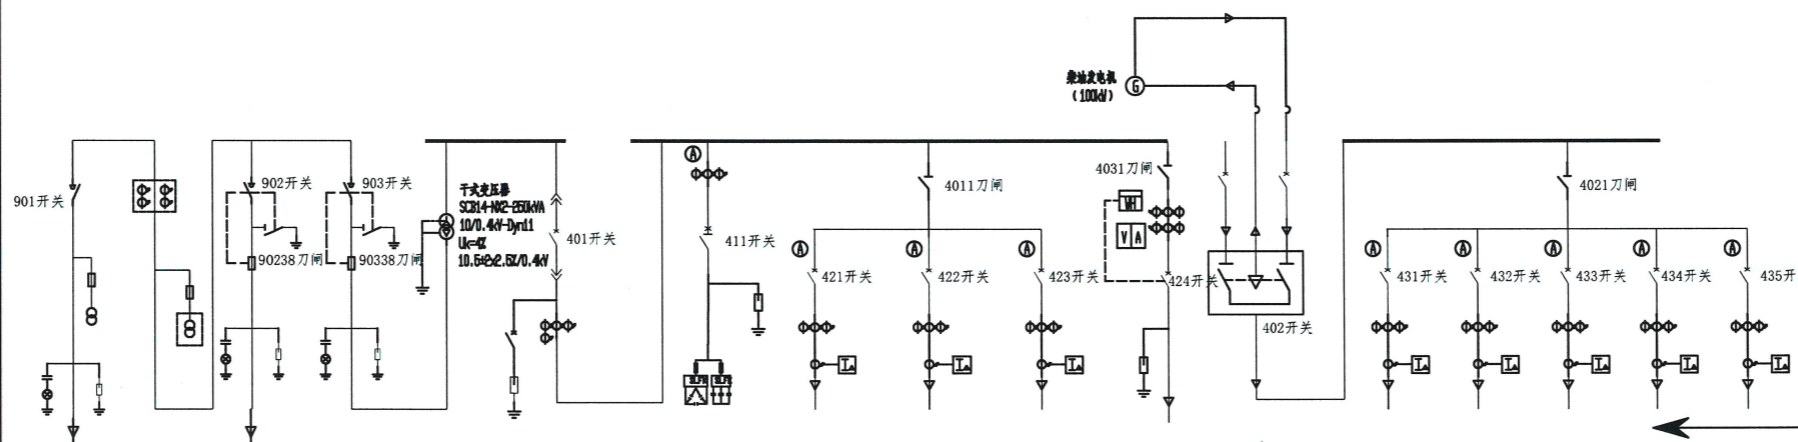 柴油发电机
G
（100kW）
901开关
902开关
903开关
90238刀闸
90338刀闸
干式变压器
SCB14-NX2-250kVA
10/0.4kV-Dyn11
Uk=4%
10.5±2x2.5%/0.4kV
401开关
A
411开关
4011刀闸
A
A
A
421开关
422开关
423开关
4031刀闸
WH
V A
424开关
402开关
4021刀闸
A
A
A
A
A
431开关
432开关
433开关
434开关
435开